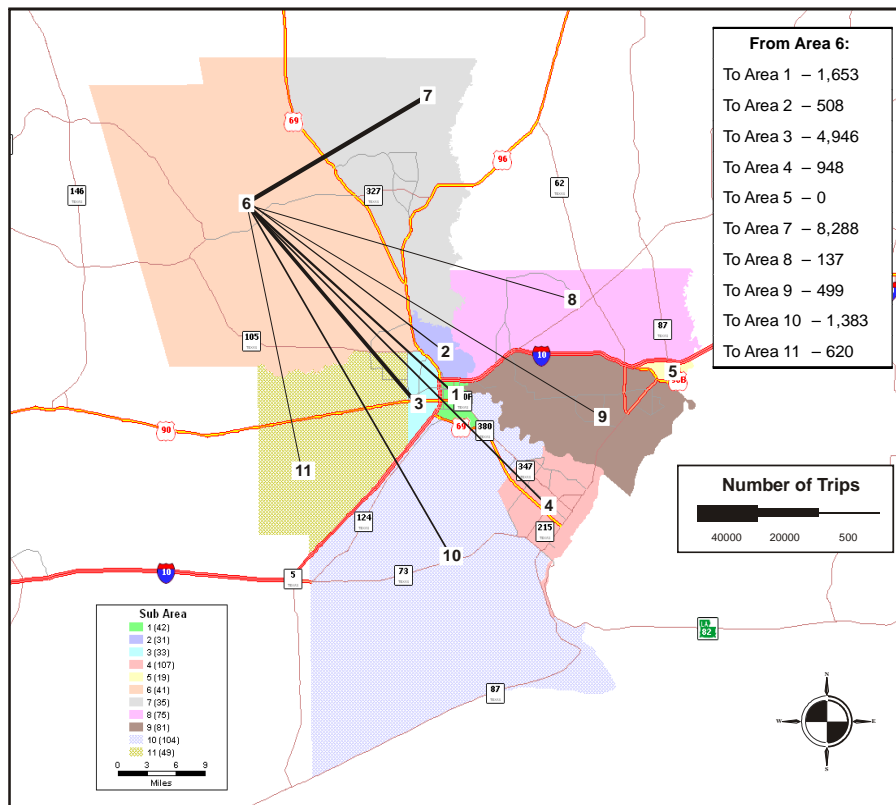 From Area 6:
To Area 1 – 1,653
To Area 2 – 508
To Area 3 – 4,946
To Area 4 – 948
To Area 5 – 0
To Area 7 – 8,288
To Area 8 – 137
To Area 9 – 499
To Area 10 – 1,383
To Area 11 – 620
7
69
96
146
327
62
6
8
87
105
2
10
5
90B
1
3
9
90
69
380
347
11
4
124
215
10
10
5
73
82
87
Number of Trips
40000 20000 500
Sub Area
1 (42)
2 (31)
3 (33)
4 (107)
5 (19)
6 (41)
7 (35)
8 (75)
9 (81)
10 (104)
11 (49)
0 3 6 9
Miles
N
W E
S